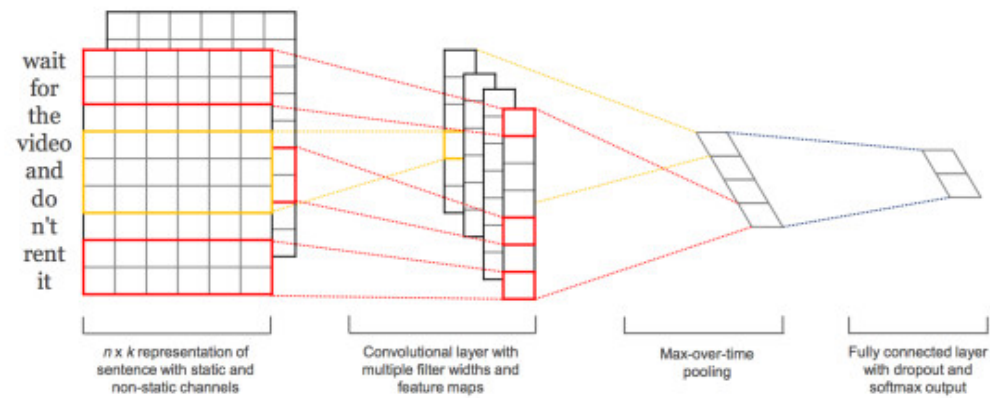 wait
for
the
video
and
do
n't
rent
it
n x k representation of
sentence with static and
non-static channels
Convolutional layer with
multiple filter widths and
feature maps
Max-over-time
pooling
Fully connected layer
with dropout and
softmax output